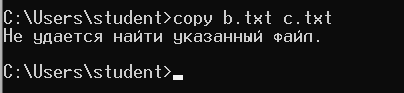 C:\Users\student>copy b.txt c.txt
Не удается найти указанный файл.
C:\Users\student>